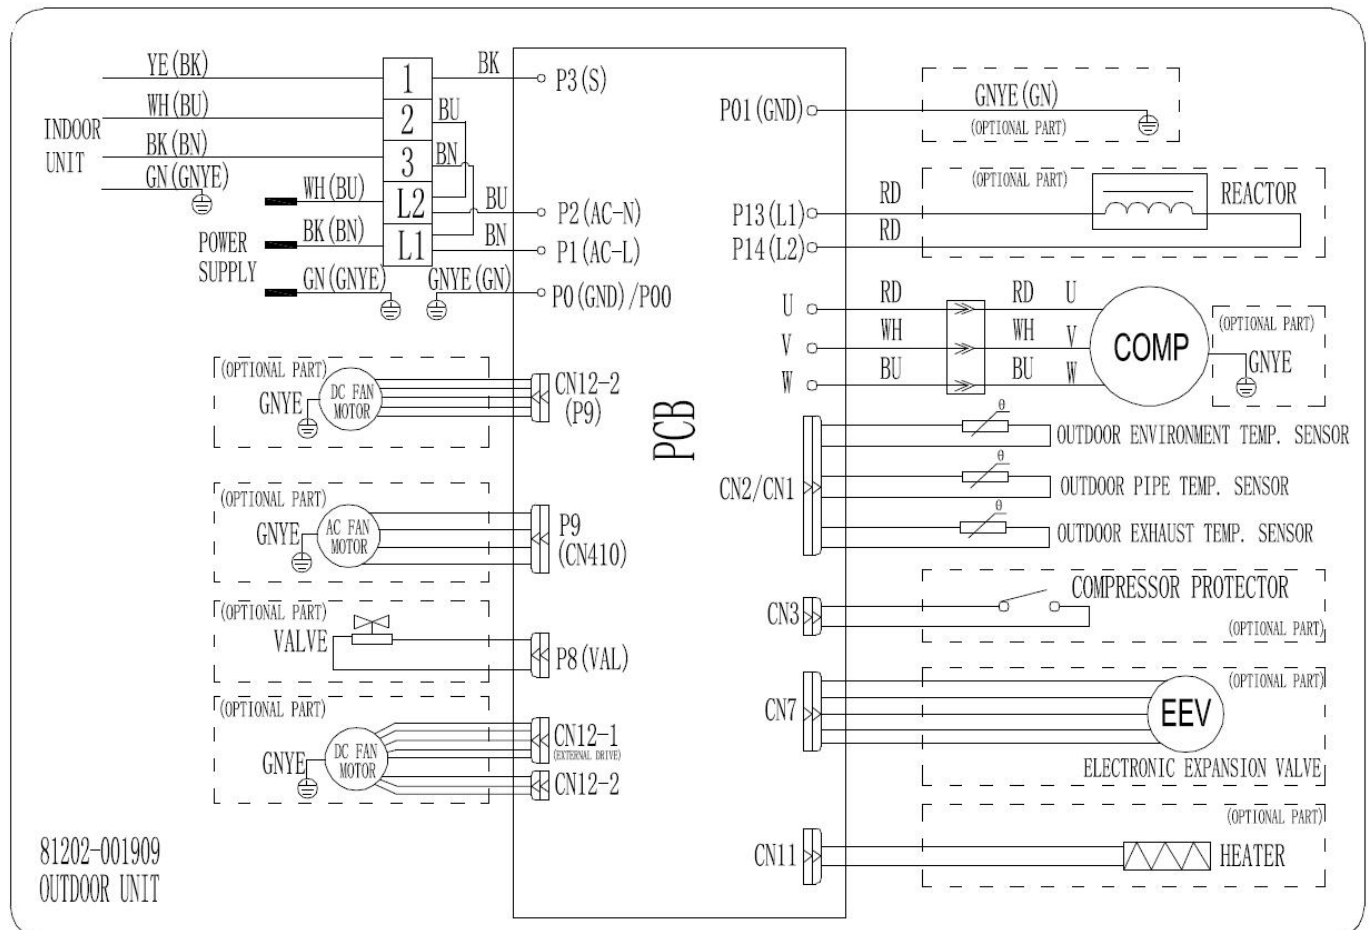 YE(BK)
WH(BU)
INDOOR
UNIT
BK(BN)
GN(GNYE)
WH(BU)
POWER
SUPPLY
BK(BN)
GN(GNYE)
1
2
3
L2
L1
BK
BU
BN
BU
BN
GNYE(GN)
P3(S)
P2(AC-N)
P1(AC-L)
P0(GND)/P00
(OPTIONAL PART)
DC FAN
MOTOR
GNYE
CN12-2
(P9)
(OPTIONAL PART)
AC FAN
MOTOR
GNYE
P9
(CN410)
(OPTIONAL PART)
VALVE
P8(VAL)
(OPTIONAL PART)
DC FAN
MOTOR
GNYE
CN12-1
(EXTERNAL DRIVE)
CN12-2
PCB
P01(GND)
GNYE(GN)
(OPTIONAL PART)
(OPTIONAL PART)
REACTOR
P13(L1)
RD
P14(L2)
RD
U RD RD U
V WH WH V
W BU BU W
COMP
(OPTIONAL PART)
GNYE
CN2/CN1
θ
OUTDOOR ENVIRONMENT TEMP. SENSOR
θ
OUTDOOR PIPE TEMP. SENSOR
θ
OUTDOOR EXHAUST TEMP. SENSOR
CN3
COMPRESSOR PROTECTOR
(OPTIONAL PART)
CN7
(OPTIONAL PART)
EEV
ELECTRONIC EXPANSION VALVE
CN11
(OPTIONAL PART)
HEATER
81202-001909
OUTDOOR UNIT